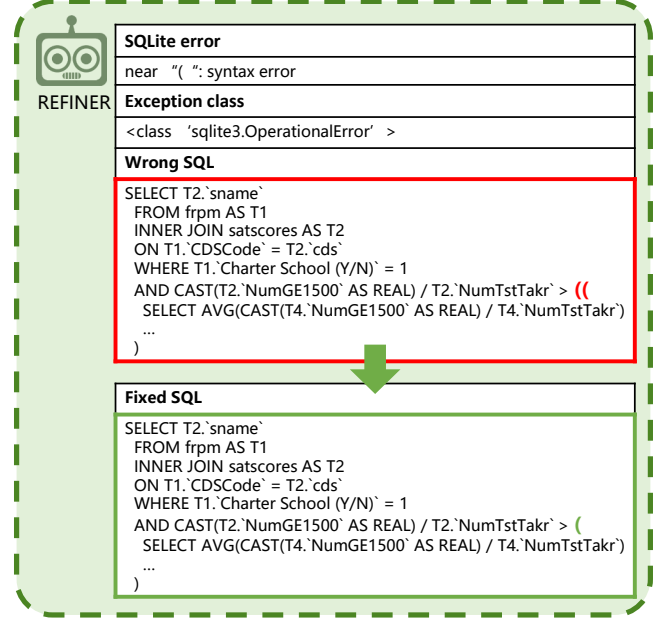 SQLite error
near “( “: syntax error
REFINER
Exception class
<class ‘sqlite3.OperationalError’ >
Wrong SQL
SELECT T2.`sname`
FROM frpm AS T1
INNER JOIN satscores AS T2
ON T1.`CDSCode` = T2.`cds`
WHERE T1.`Charter School (Y/N)` = 1
AND CAST(T2.`NumGE1500` AS REAL) / T2.`NumTstTakr` > ((
SELECT AVG(CAST(T4.`NumGE1500` AS REAL) / T4.`NumTstTakr`)
...
)
Fixed SQL
SELECT T2.`sname`
FROM frpm AS T1
INNER JOIN satscores AS T2
ON T1.`CDSCode` = T2.`cds`
WHERE T1.`Charter School (Y/N)` = 1
AND CAST(T2.`NumGE1500` AS REAL) / T2.`NumTstTakr` > (
SELECT AVG(CAST(T4.`NumGE1500` AS REAL) / T4.`NumTstTakr`)
...
)